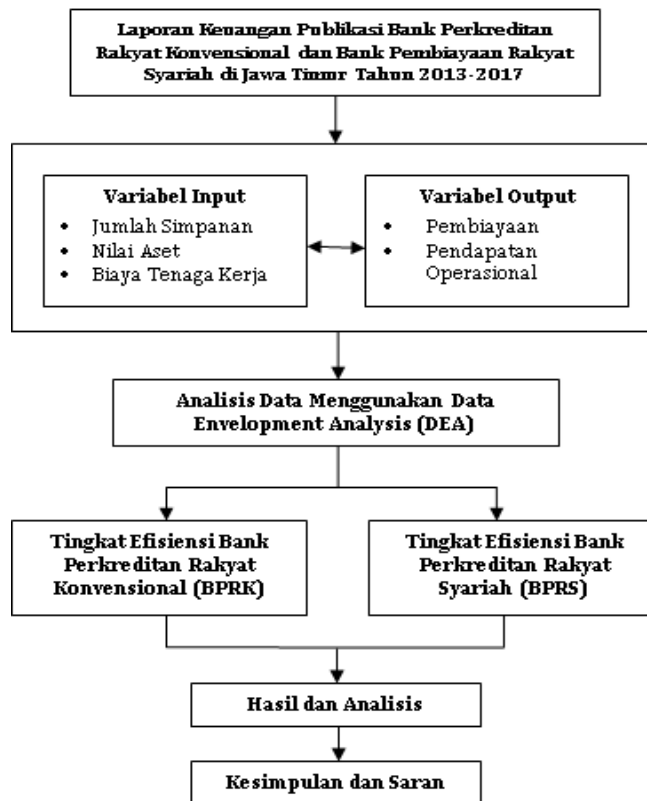 Laporan Keuangan Publikasi Bank Perkreditan
Rakyat Konvensional dan Bank Pembiayaan Rakyat
Syariah di Jawa Timur Tahun 2013-2017
Variabel Input
• Jumlah Simpanan
• Nilai Aset
• Biaya Tenaga Kerja
Variabel Output
• Pembiayaan
• Pendapatan
Operasional
Analisis Data Menggunakan Data
Envelopment Analysis (DEA)
Tingkat Efisiensi Bank
Perkreditan Rakyat
Konvensional (BPRK)
Tingkat Efisiensi Bank
Perkreditan Rakyat
Syariah (BPRS)
Hasil dan Analisis
Kesimpulan dan Saran